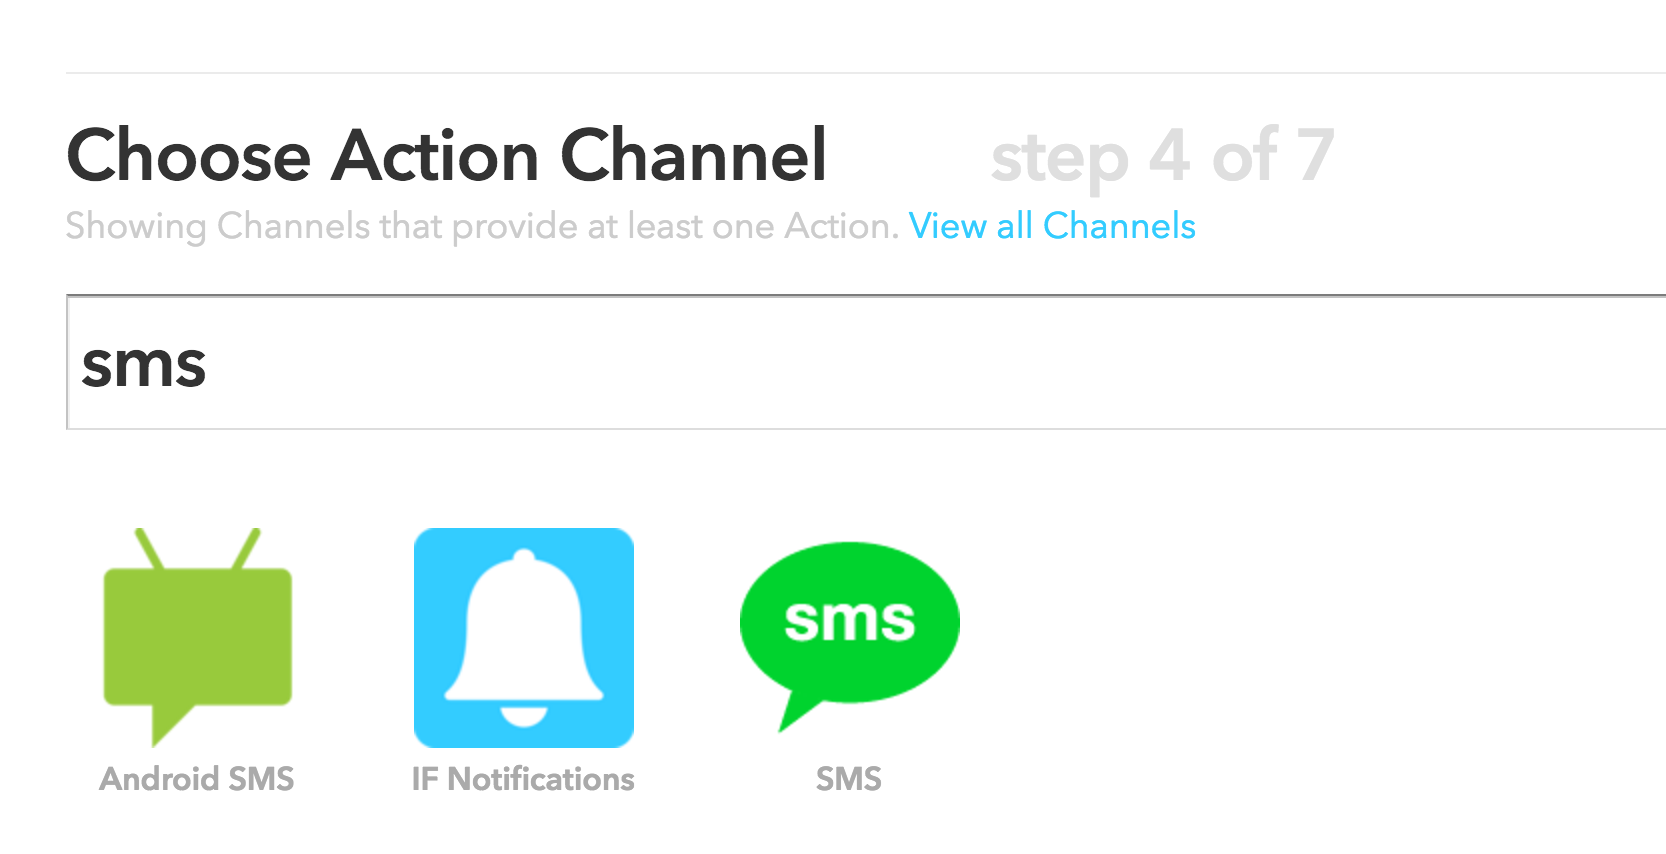 Choose Action Channel step 4 of 7
Showing Channels that provide at least one Action. View all Channels
sms
sms
Android SMS IF Notifications SMS